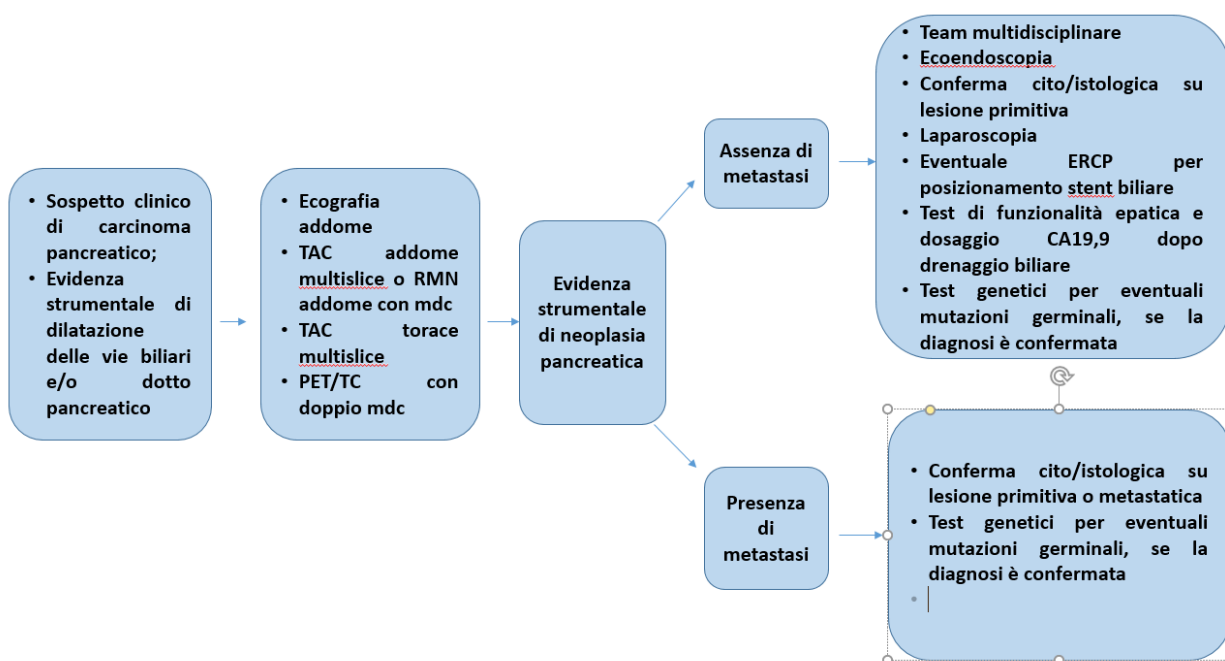 • Sospetto clinico
di carcinoma
pancreatico;
• Evidenza
strumentale di
dilatazione
delle vie biliari
e/o dotto
pancreatico
• Ecografia
addome
• TAC addome
multislice o RMN
addome con mdc
• TAC torace
multislice
• PET/TC con
doppio mdc
Evidenza
strumentale
di neoplasia
pancreatica
Assenza di
metastasi
• Team multidisciplinare
• Ecoendoscopia
• Conferma cito/istologica su
lesione primitiva
• Laparoscopia
• Eventuale ERCP per
posizionamento stent biliare
• Test di funzionalità epatica e
dosaggio CA19,9 dopo
drenaggio biliare
• Test genetici per eventuali
mutazioni germinali, se la
diagnosi è confermata
Presenza
di
metastasi
• Conferma cito/istologica su
lesione primitiva o metastatica
• Test genetici per eventuali
mutazioni germinali, se la
diagnosi è confermata
•